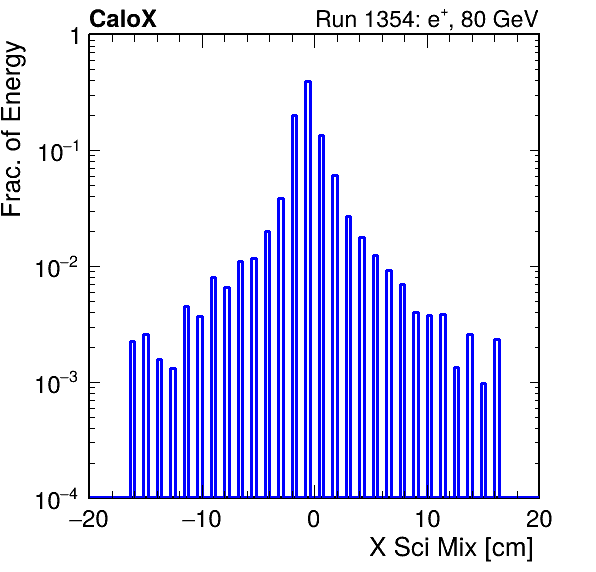 CaloX
Run 1354: e⁺, 80 GeV
Frac. of Energy
1
10⁻¹
10⁻²
10⁻³
10⁻⁴
−20
−10
0
10
20
X Sci Mix [cm]